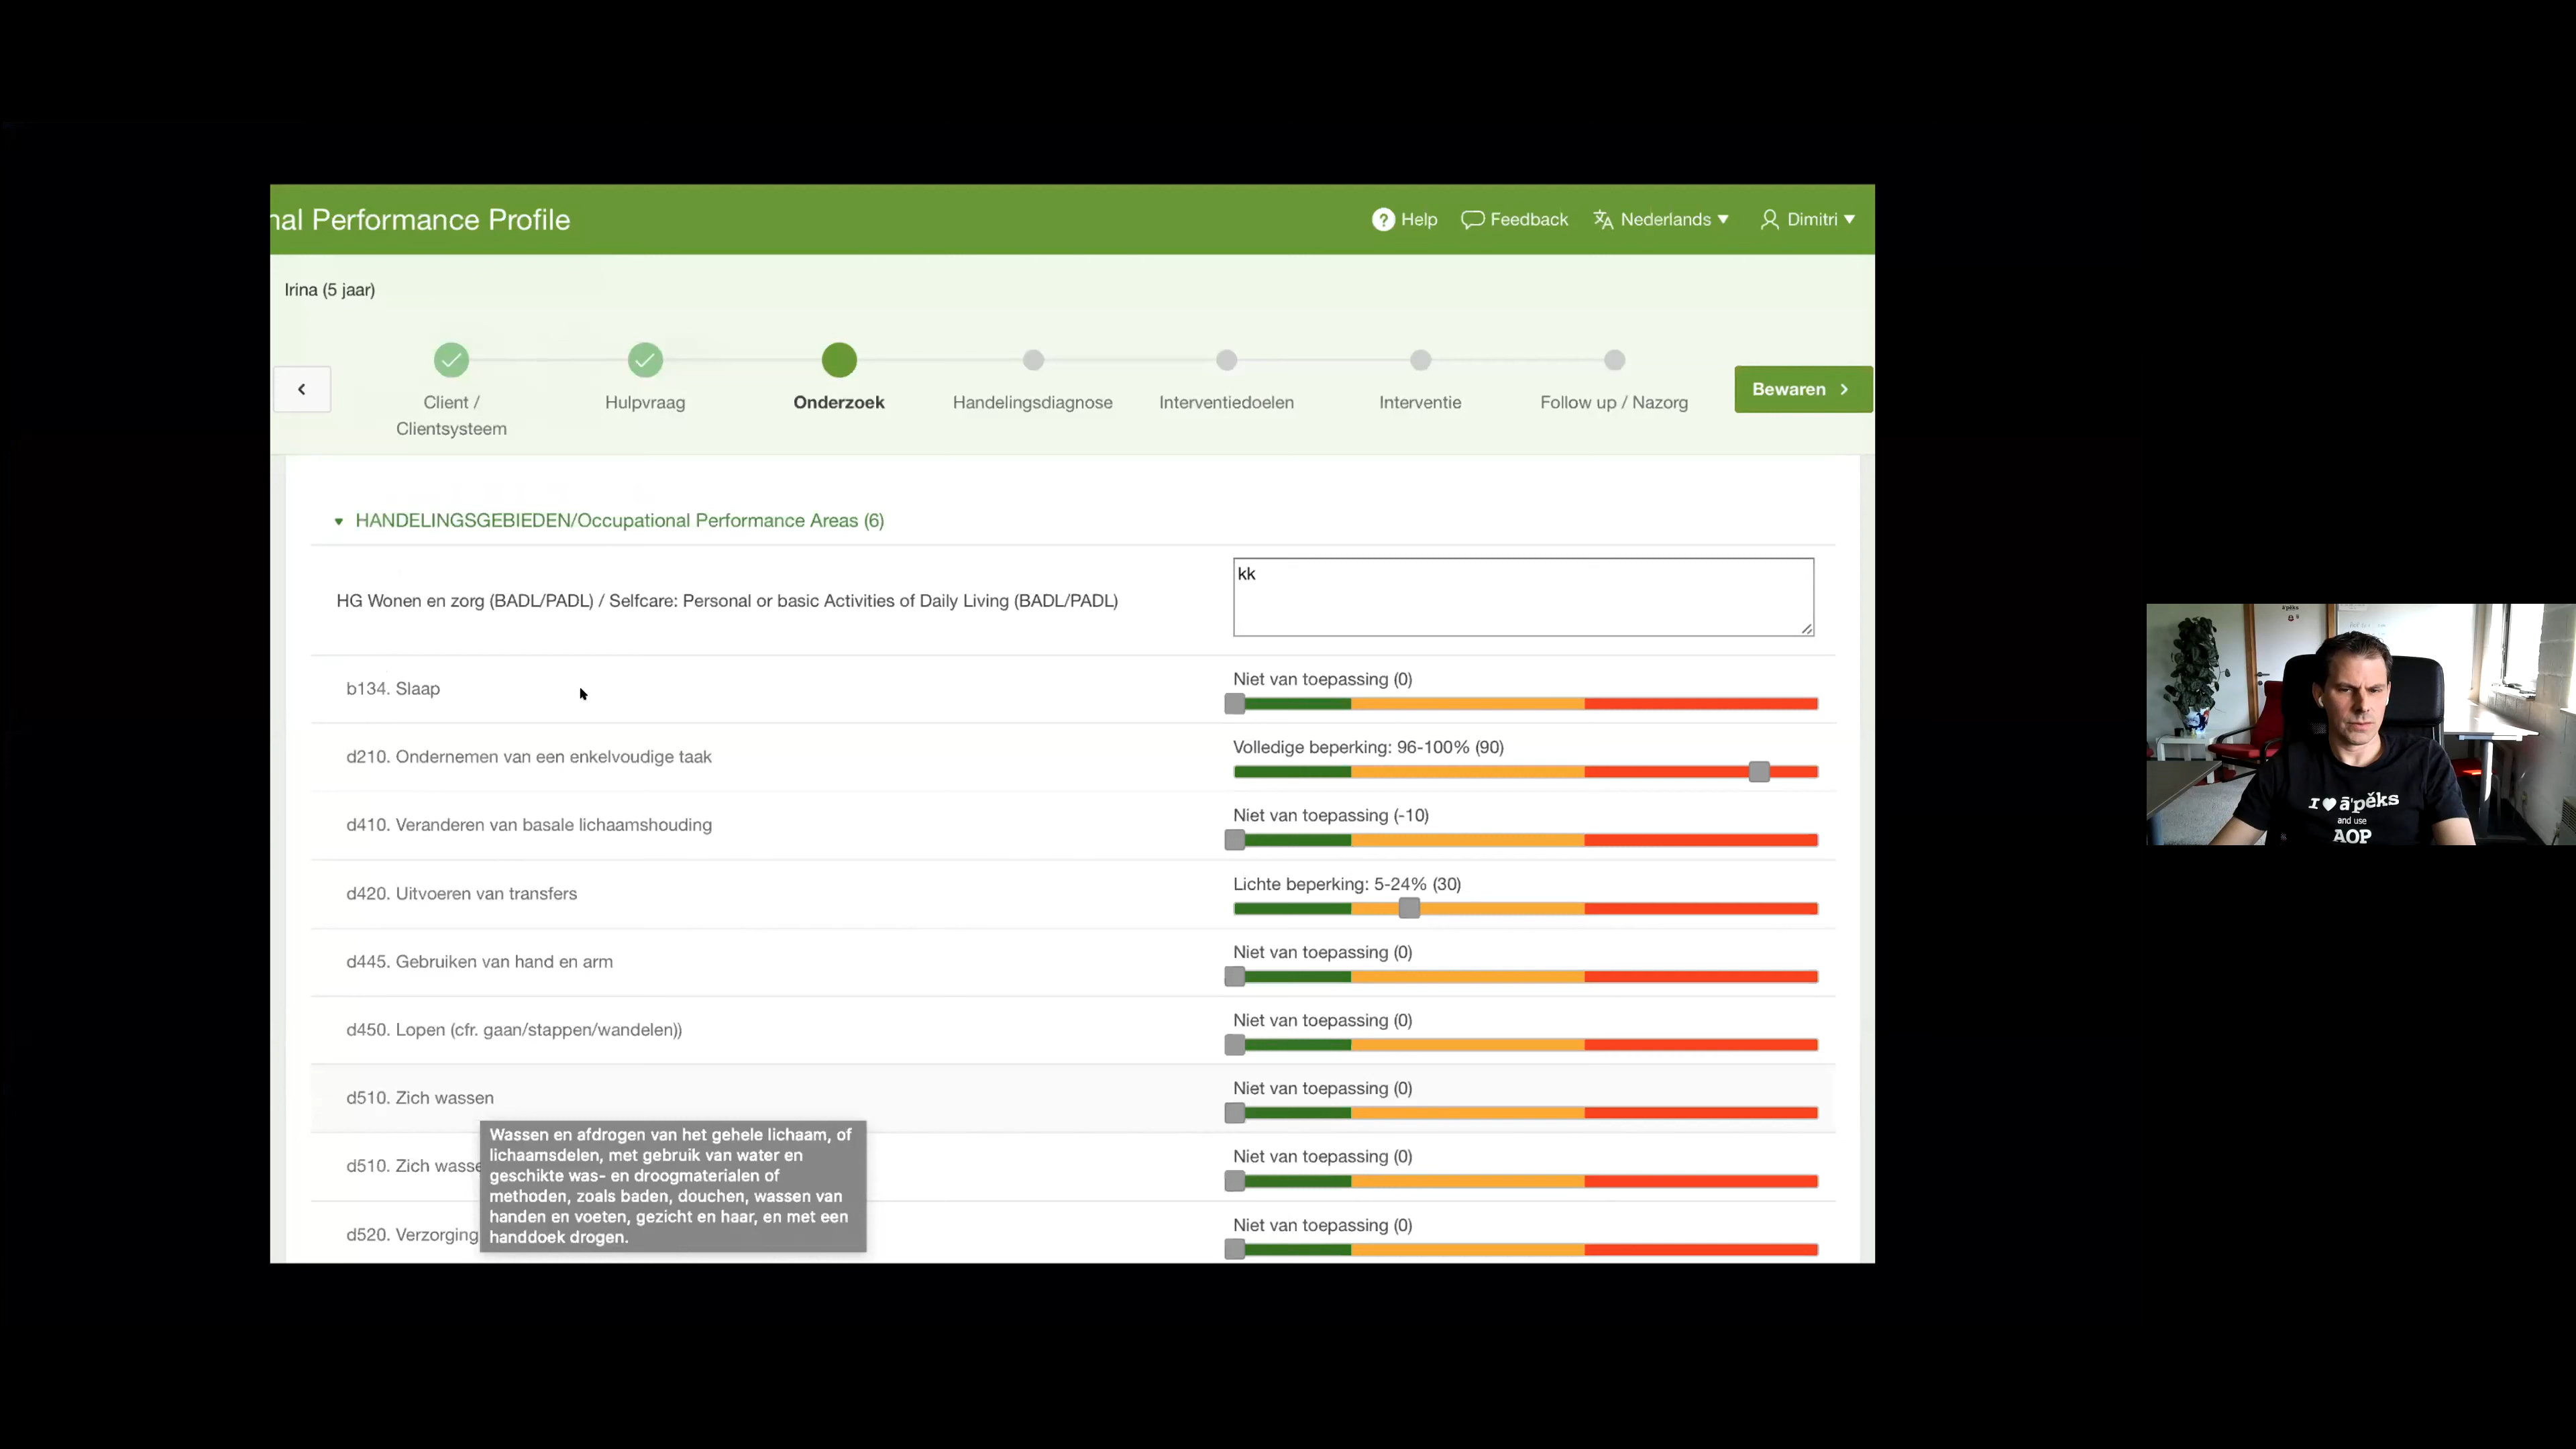 nal Performance Profile
Help
Feedback
Nederlands
Dimitri
Irina (5 jaar)
Client /
Clientsysteem
Hulpvraag
Onderzoek
Handelingsdiagnose
Interventiedoelen
Interventie
Follow up / Nazorg
Bewaren
HANDELINGSGEBIEDEN/Occupational Performance Areas (6)
HG Wonen en zorg (BADL/PADL) / Selfcare: Personal or basic Activities of Daily Living (BADL/PADL)
kk
b134. Slaap
Niet van toepassing (0)
d210. Ondernemen van een enkelvoudige taak
Volledige beperking: 96-100% (90)
d410. Veranderen van basale lichaamshouding
Niet van toepassing (-10)
d420. Uitvoeren van transfers
Lichte beperking: 5-24% (30)
d445. Gebruiken van hand en arm
Niet van toepassing (0)
d450. Lopen (cfr. gaan/stappen/wandelen))
Niet van toepassing (0)
d510. Zich wassen
Niet van toepassing (0)
d510. Zich wasse
Niet van toepassing (0)
d520. Verzorging
Niet van toepassing (0)
Wassen en afdrogen van het gehele lichaam, of
lichaamsdelen, met gebruik van water en
geschikte was- en droogmaterialen of
methoden, zoals baden, douchen, wassen van
handen en voeten, gezicht en haar, en met een
handdoek drogen.
I ♥ ā'pěks
and use
AOP